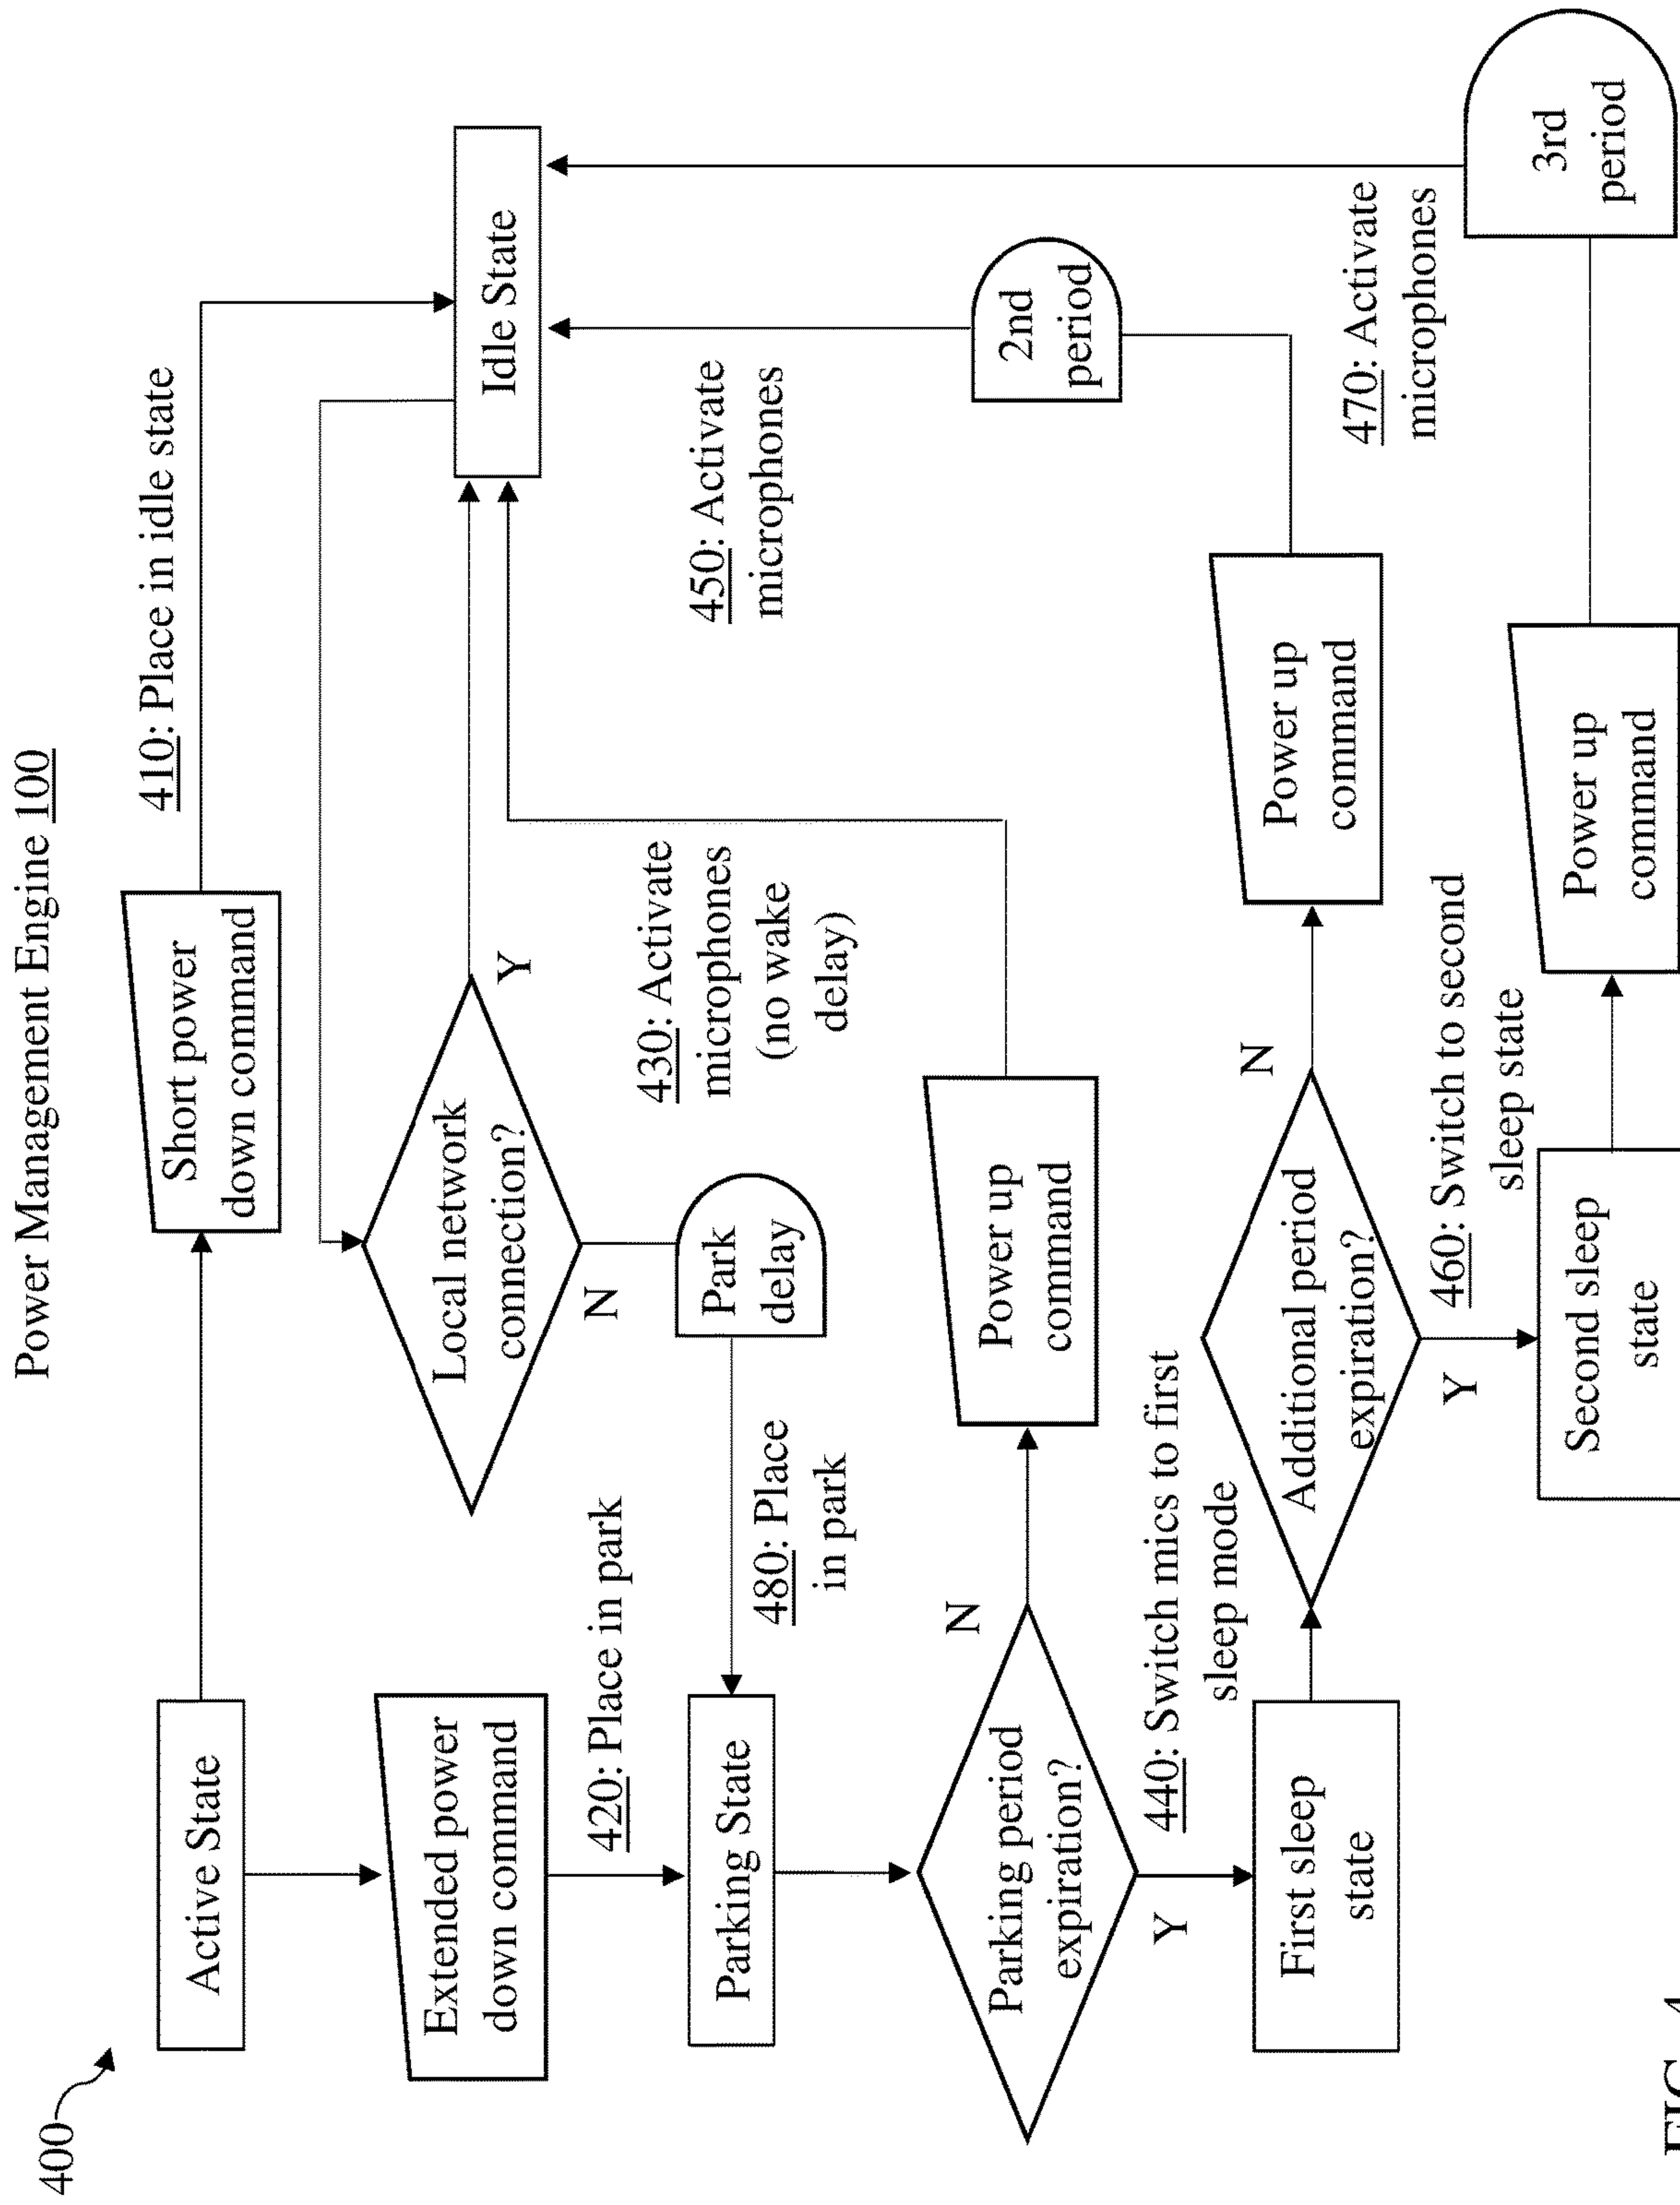 Power Management Engine 100
400
Active State
Short power
down command
410: Place in idle state
Idle State
Extended power
down command
420: Place in park
Local network
connection?
Y
N
Park
delay
480: Place
in park
Parking State
430: Activate
microphones
(no wake
delay)
450: Activate
microphones
Parking period
expiration?
N
Y
Power up
command
2nd
period
440: Switch mics to first
sleep mode
First sleep
state
Additional period
expiration?
N
Y
Power up
command
470: Activate
microphones
460: Switch to second
sleep state
Second sleep
state
Power up
command
3rd
period
FIG. 4